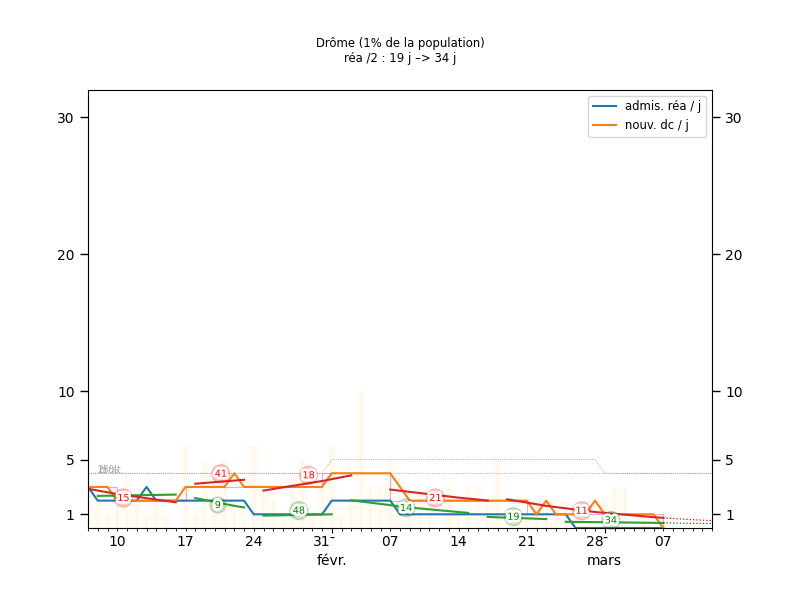 Drôme (1% de la population)
réa /2 : 19 j –> 34 j
admis. réa / j
nouv. dc / j
30 30
20 20
10 10
5 5
1 1
41 18
15 21
9 48 14 19 11 34
10 17 24 31 07 14 21 28 07
févr. mars